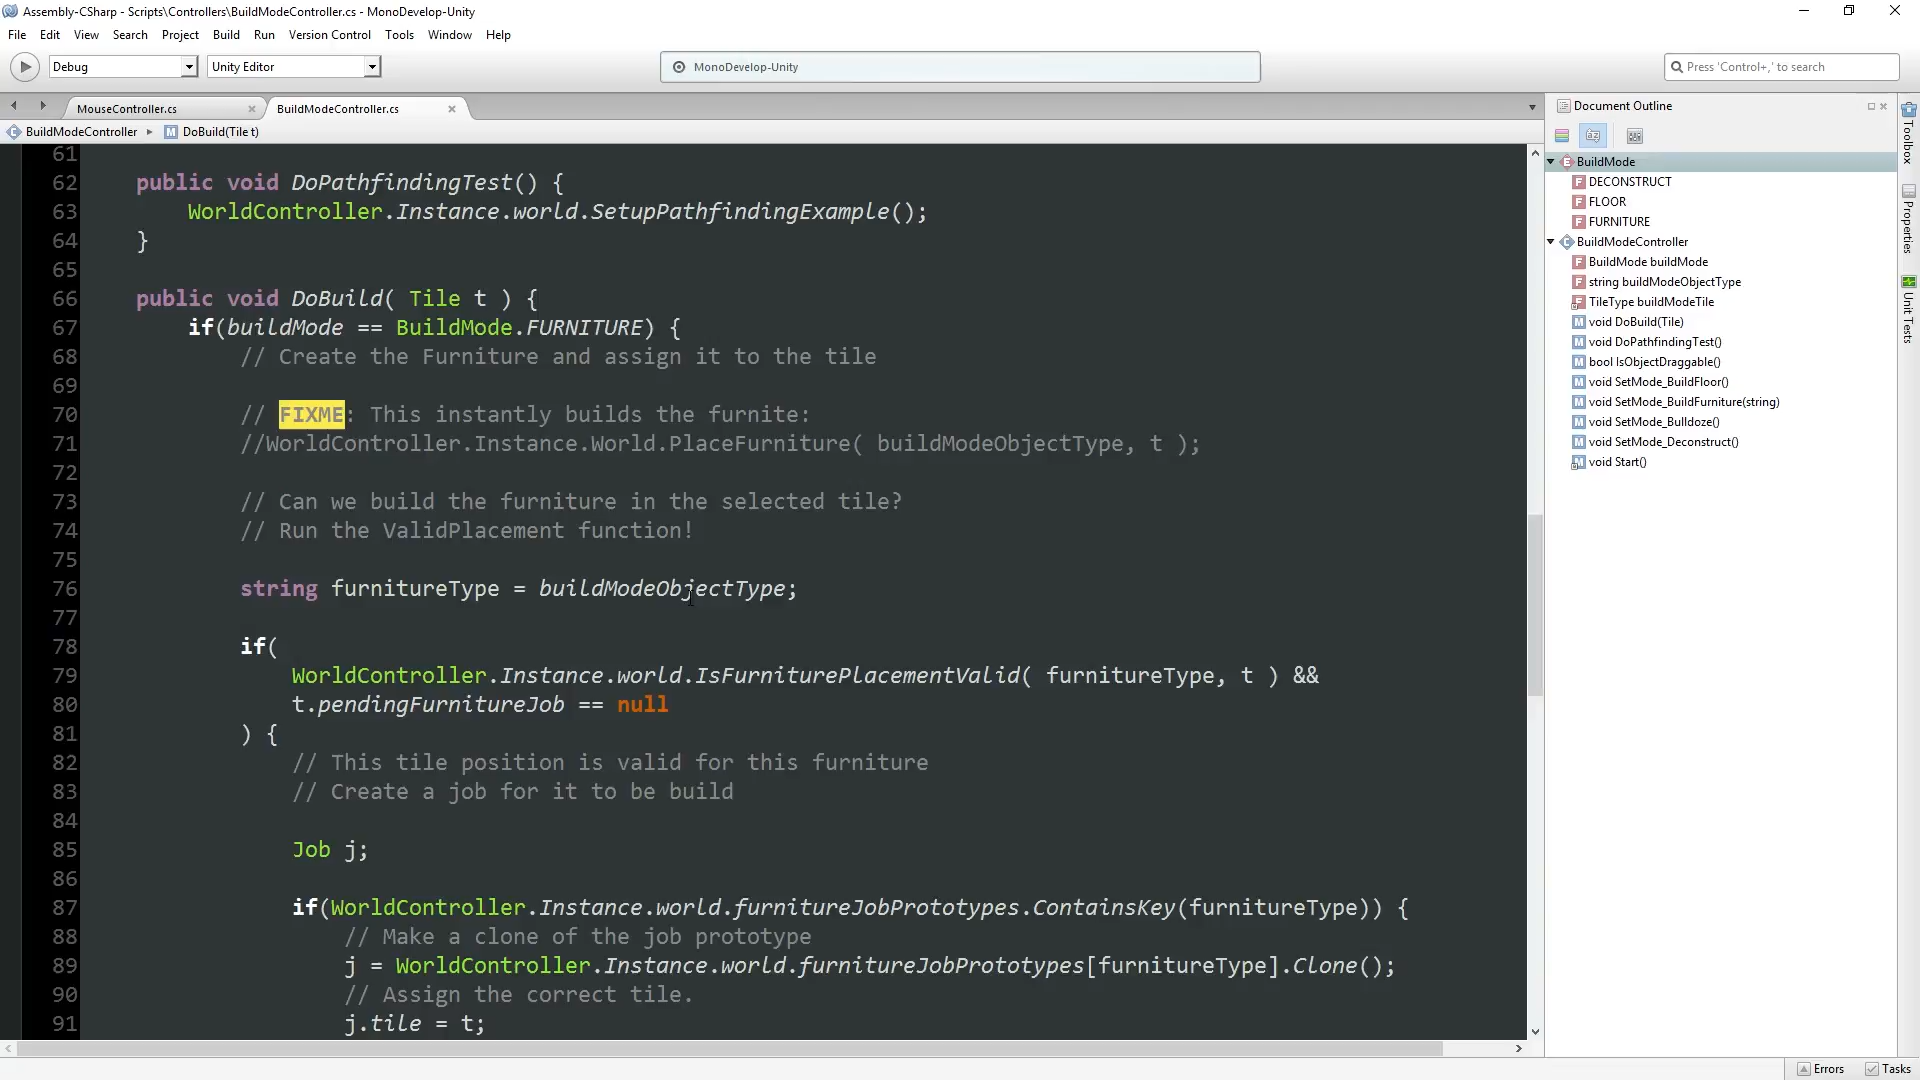 Assembly-CSharp - Scripts\Controllers\BuildModeController.cs - MonoDevelop-Unity
File Edit View Search Project Build Run Version Control Tools Window Help
Debug Unity Editor MonoDevelop-Unity Press 'Control+,' to search
MouseController.cs BuildModeController.cs
BuildModeController DoBuild(Tile t)
61
62 public void DoPathfindingTest() {
63 WorldController.Instance.world.SetupPathfindingExample();
64 }
65
66 public void DoBuild( Tile t ) {
67 if(buildMode == BuildMode.FURNITURE) {
68 // Create the Furniture and assign it to the tile
69
70 // FIXME: This instantly builds the furnite:
71 //WorldController.Instance.World.PlaceFurniture( buildModeObjectType, t );
72
73 // Can we build the furniture in the selected tile?
74 // Run the ValidPlacement function!
75
76 string furnitureType = buildModeObjectType;
77
78 if(
79 WorldController.Instance.world.IsFurniturePlacementValid( furnitureType, t ) &&
80 t.pendingFurnitureJob == null
81 ) {
82 // This tile position is valid for this furniture
83 // Create a job for it to be build
84
85 Job j;
86
87 if(WorldController.Instance.world.furnitureJobPrototypes.ContainsKey(furnitureType)) {
88 // Make a clone of the job prototype
89 j = WorldController.Instance.world.furnitureJobPrototypes[furnitureType].Clone();
90 // Assign the correct tile.
91 j.tile = t;
Document Outline
BuildMode
DECONSTRUCT
FLOOR
FURNITURE
BuildModeController
BuildMode buildMode
string buildModeObjectType
TileType buildModeTile
void DoBuild(Tile)
void DoPathfindingTest()
bool IsObjectDraggable()
void SetMode_BuildFloor()
void SetMode_BuildFurniture(string)
void SetMode_Bulldoze()
void SetMode_Deconstruct()
void Start()
Toolbox
Properties
Unit Tests
Errors Tasks